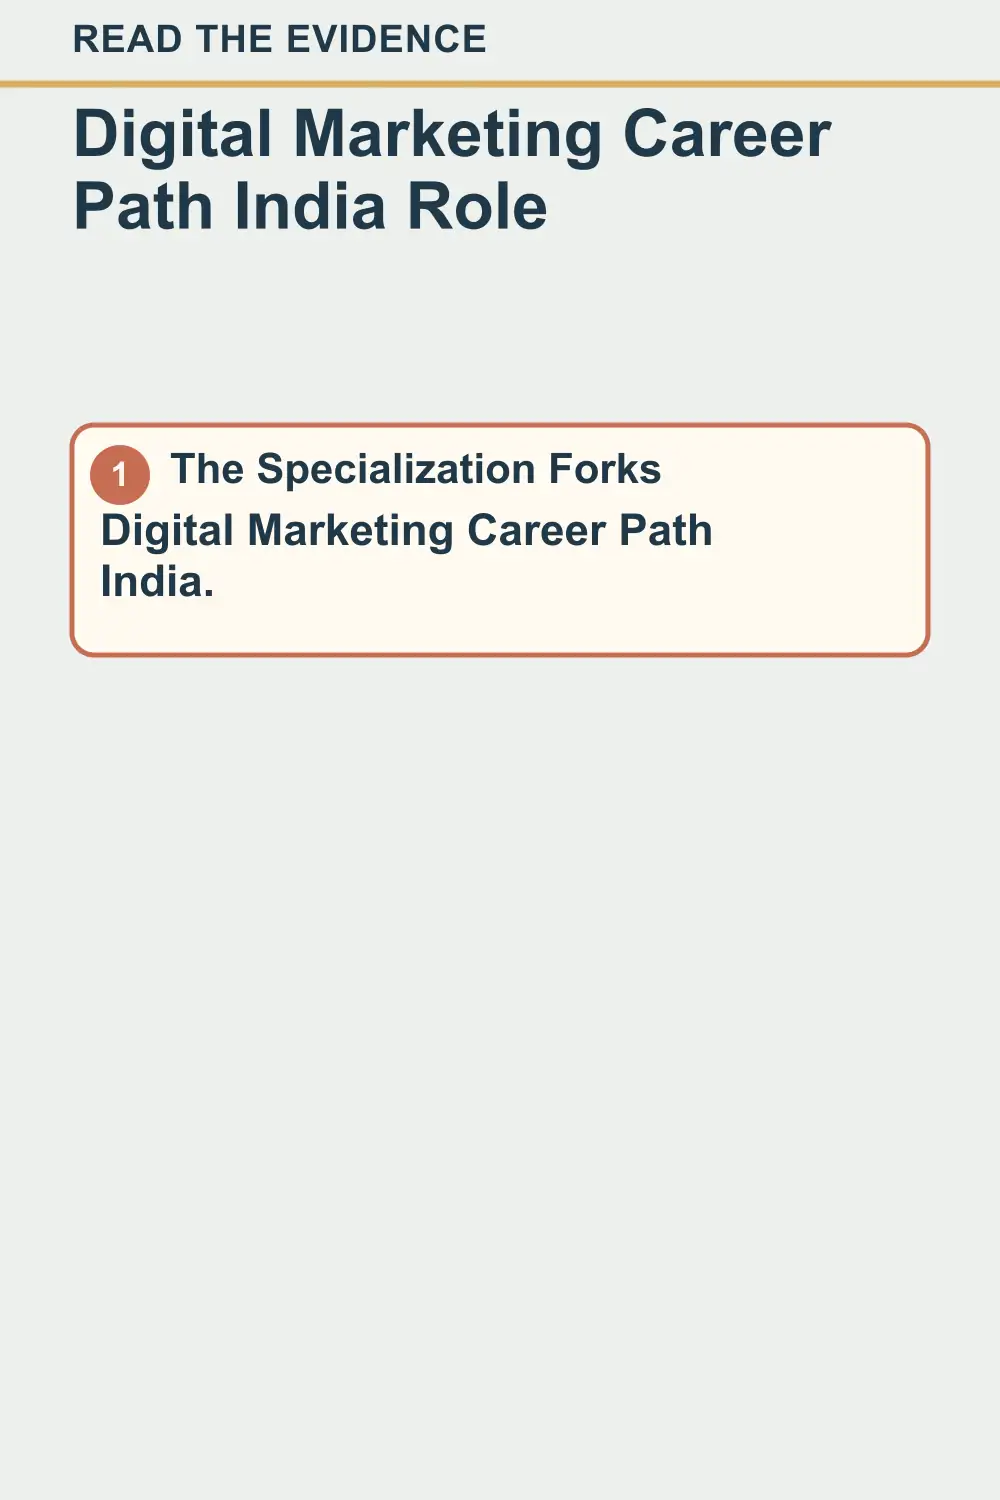 READ THE EVIDENCE
Digital Marketing Career
Path India Role
1 The Specialization Forks
Digital Marketing Career Path
India.